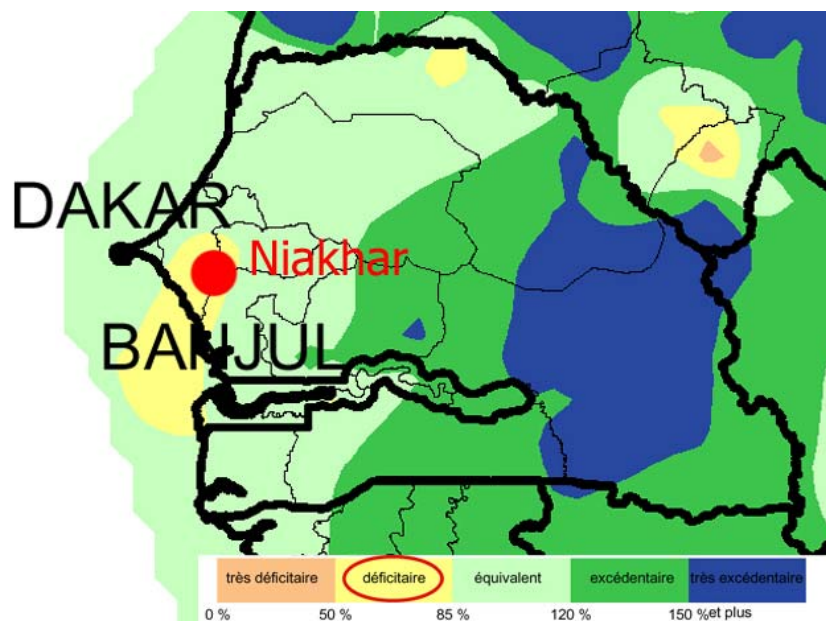 DAKAR
Niakhar
BANJUL
très déficitaire déficitaire équivalent excédentaire très excédentaire
0 % 50 % 85 % 120 % 150 % et plus